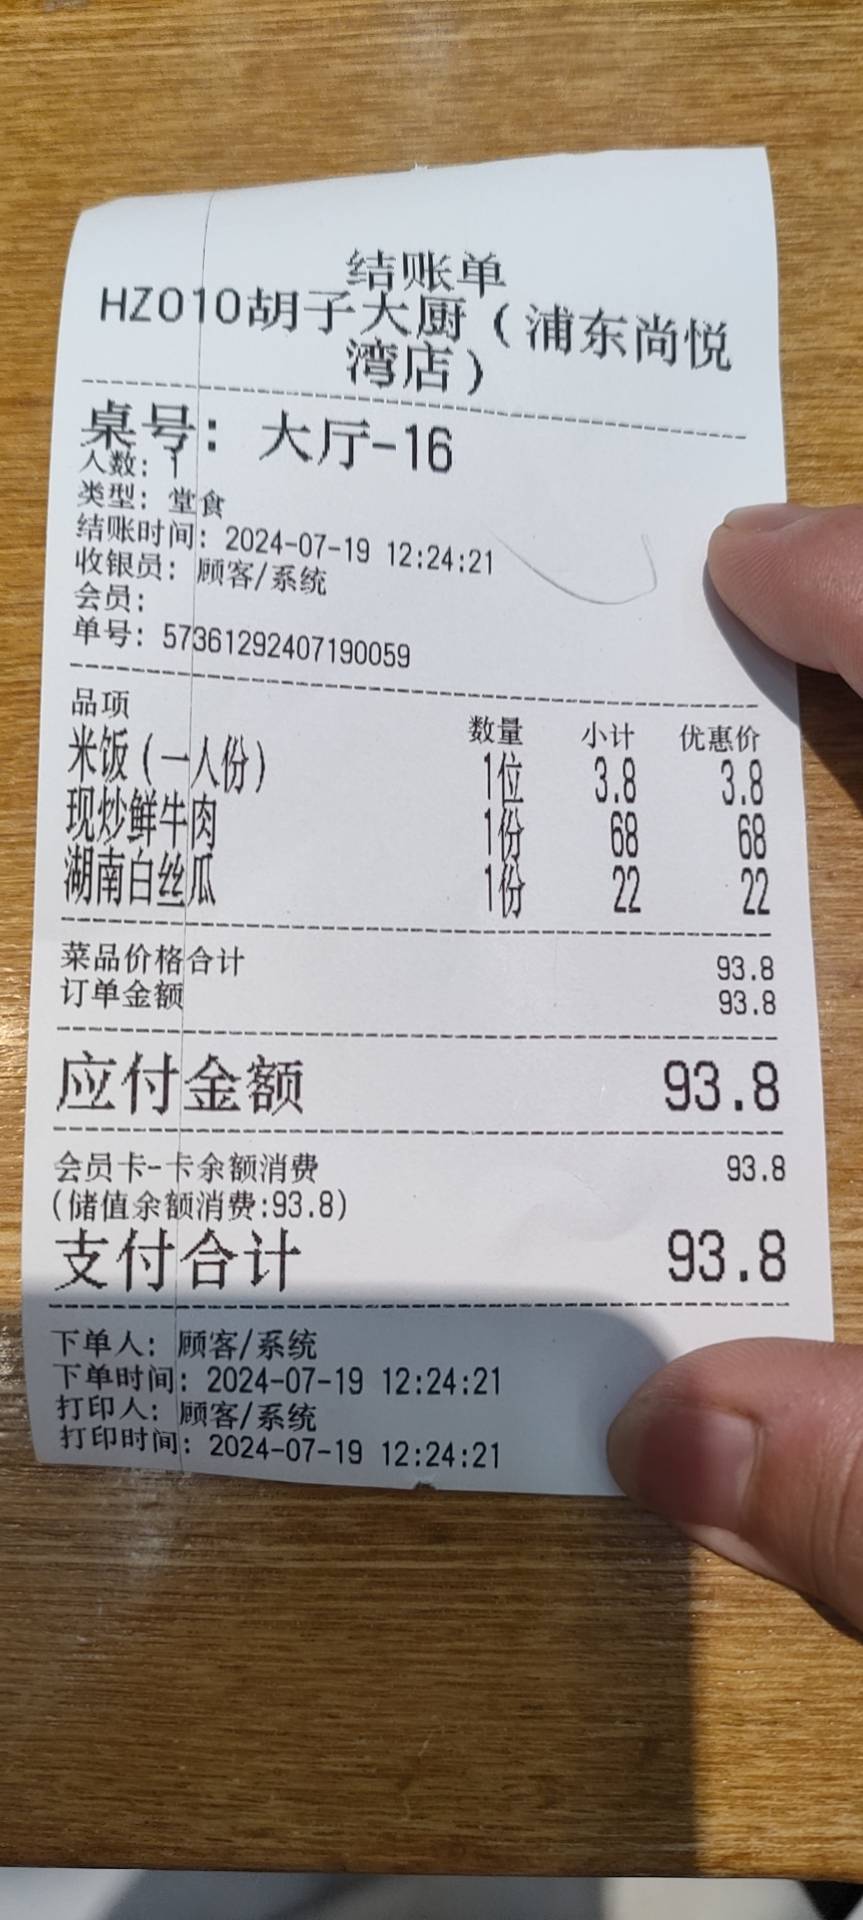 结账单
HZ010胡子大厨（浦东尚悦
湾店）
桌号：大厅-16
人数：1
类型：堂食
结账时间：2024-07-19 12:24:21
收银员：顾客/系统
会员：
单号：57361292407190059
品项 数量 小计 优惠价
米饭（一人份） 1位 3.8 3.8
现炒鲜牛肉 1份 68 68
湖南白丝瓜 1份 22 22
菜品价格合计 93.8
订单金额 93.8
应付金额 93.8
会员卡-卡余额消费 93.8
(储值余额消费:93.8)
支付合计 93.8
下单人：顾客/系统
下单时间：2024-07-19 12:24:21
打印人：顾客/系统
打印时间：2024-07-19 12:24:21